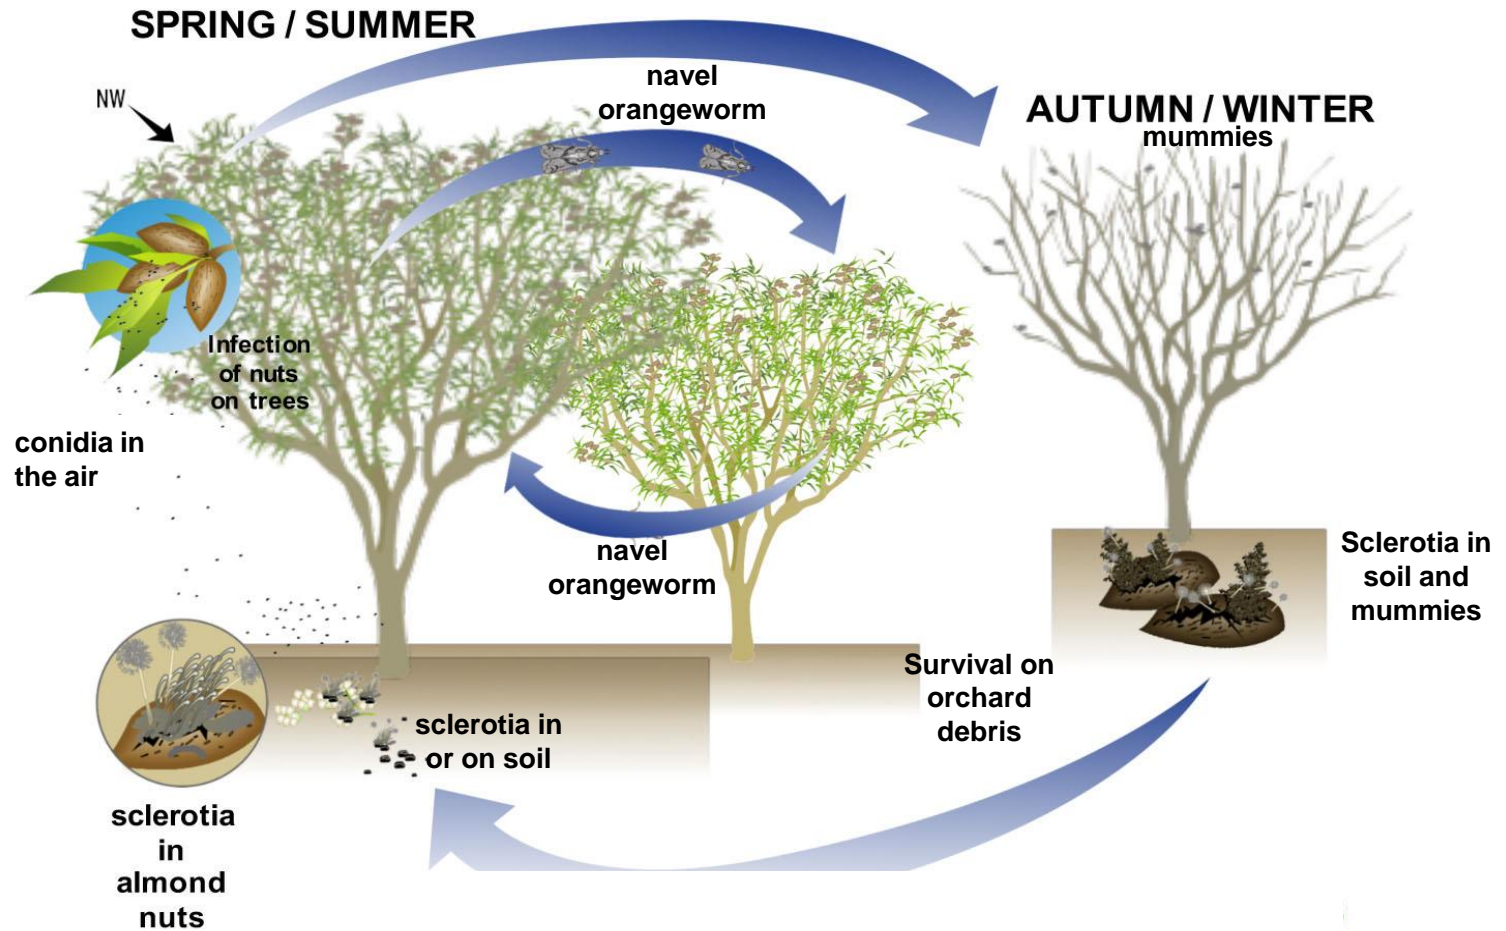 SPRING / SUMMER
NW
navel
orangeworm
AUTUMN / WINTER
mummies
Infection
of nuts
on trees
conidia in
the air
navel
orangeworm
Sclerotia in
soil and
mummies
Survival on
orchard
debris
sclerotia in
or on soil
sclerotia
in
almond
nuts